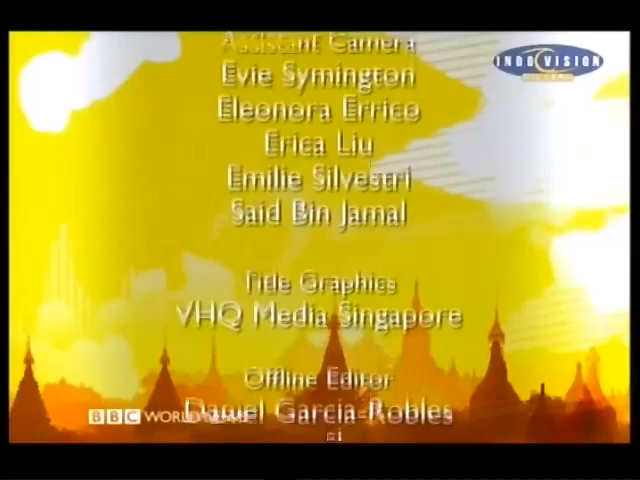 INDOVISION
Assistant Camera
Evie Symington
Eleonora Errico
Erica Liu
Emilie Silvestri
Said Bin Jamal
Title Graphics
VHQ Media Singapore
Offline Editor
Daniel Garcia-Robles
BBC WORLD NEWS